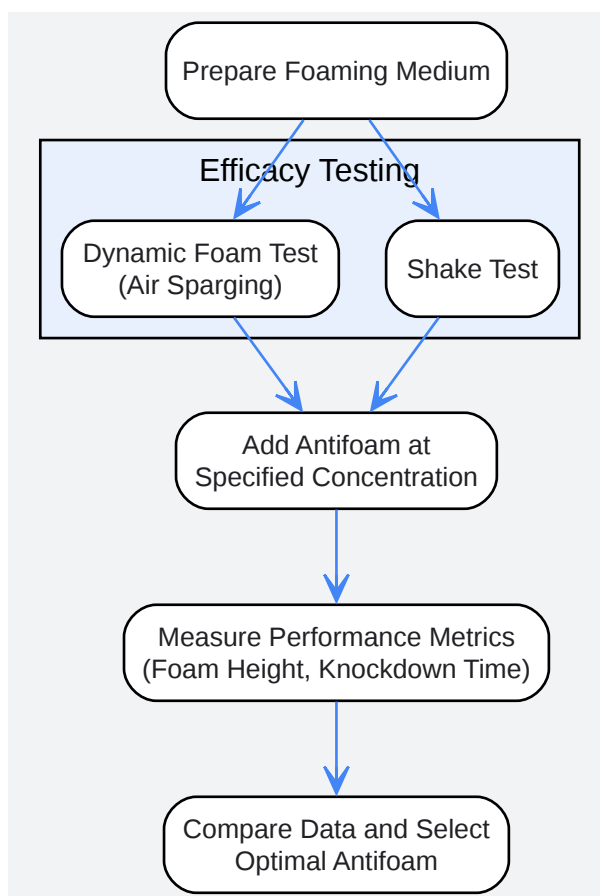 Prepare Foaming Medium
Efficacy Testing
Dynamic Foam Test
(Air Sparging)
Shake Test
Add Antifoam at
Specified Concentration
Measure Performance Metrics
(Foam Height, Knockdown Time)
Compare Data and Select
Optimal Antifoam